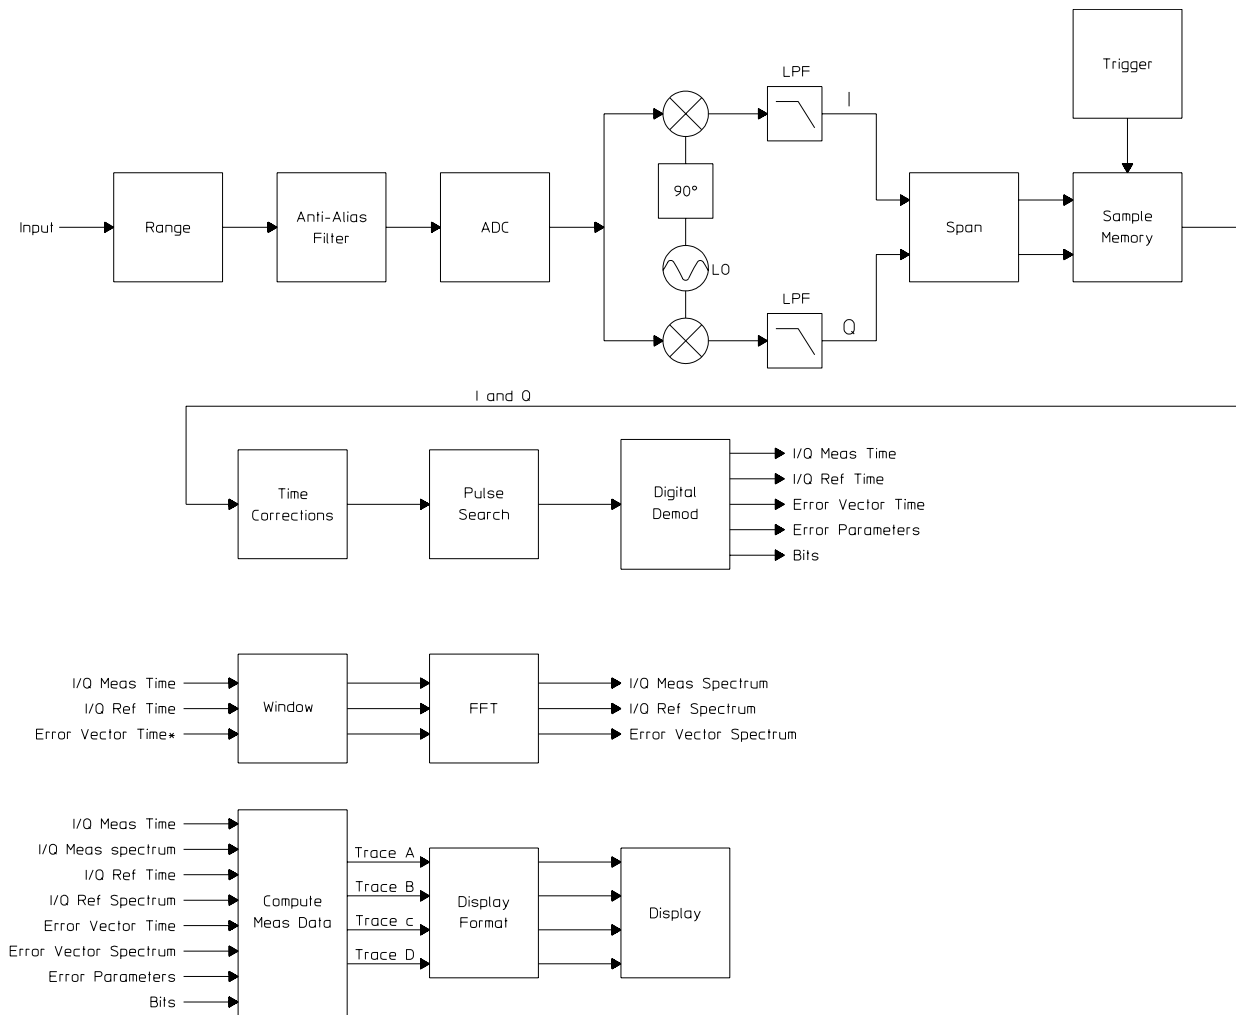 Trigger
LPF
I
90°
Input
Range
Anti-Alias
Filter
ADC
Span
Sample
Memory
LO
LPF
Q
I and Q
Time
Corrections
Pulse
Search
Digital
Demod
I/Q Meas Time
I/Q Ref Time
Error Vector Time
Error Parameters
Bits
I/Q Meas Time
I/Q Ref Time
Error Vector Time*
Window
FFT
I/Q Meas Spectrum
I/Q Ref Spectrum
Error Vector Spectrum
I/Q Meas Time
I/Q Meas spectrum
I/Q Ref Time
I/Q Ref Spectrum
Error Vector Time
Error Vector Spectrum
Error Parameters
Bits
Compute
Meas Data
Trace A
Trace B
Trace c
Trace D
Display
Format
Display